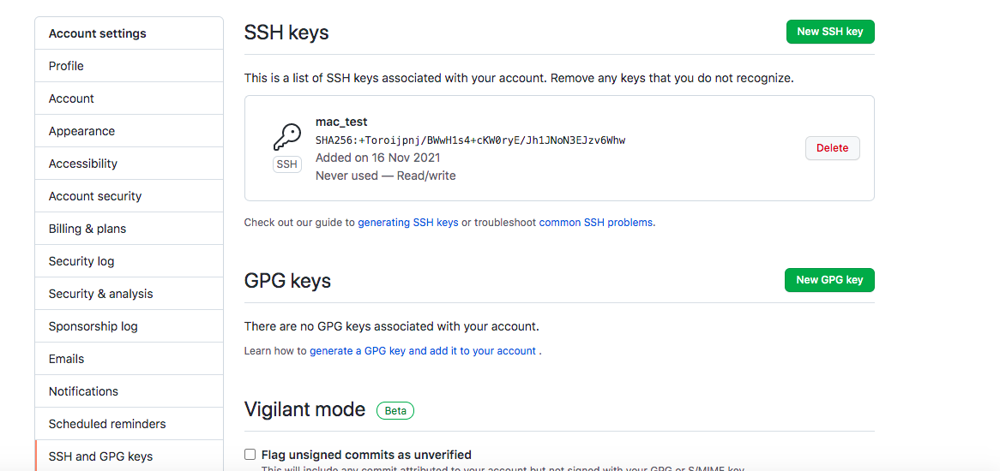 Account settings
Profile
Account
Appearance
Accessibility
Account security
Billing & plans
Security log
Security & analysis
Sponsorship log
Emails
Notifications
Scheduled reminders
SSH and GPG keys
SSH keys
New SSH key
This is a list of SSH keys associated with your account. Remove any keys that you do not recognize.
SSH
mac_test
SHA256:+Toroijpnj/BWwH1s4+cKW0ryE/Jh1JNoN3EJzv6Whw
Added on 16 Nov 2021
Never used — Read/write
Delete
Check out our guide to generating SSH keys or troubleshoot common SSH problems.
GPG keys
New GPG key
There are no GPG keys associated with your account.
Learn how to generate a GPG key and add it to your account .
Vigilant mode
Beta
Flag unsigned commits as unverified
This will include any commit attributed to your account but not signed with your GPG or S/MIME key.